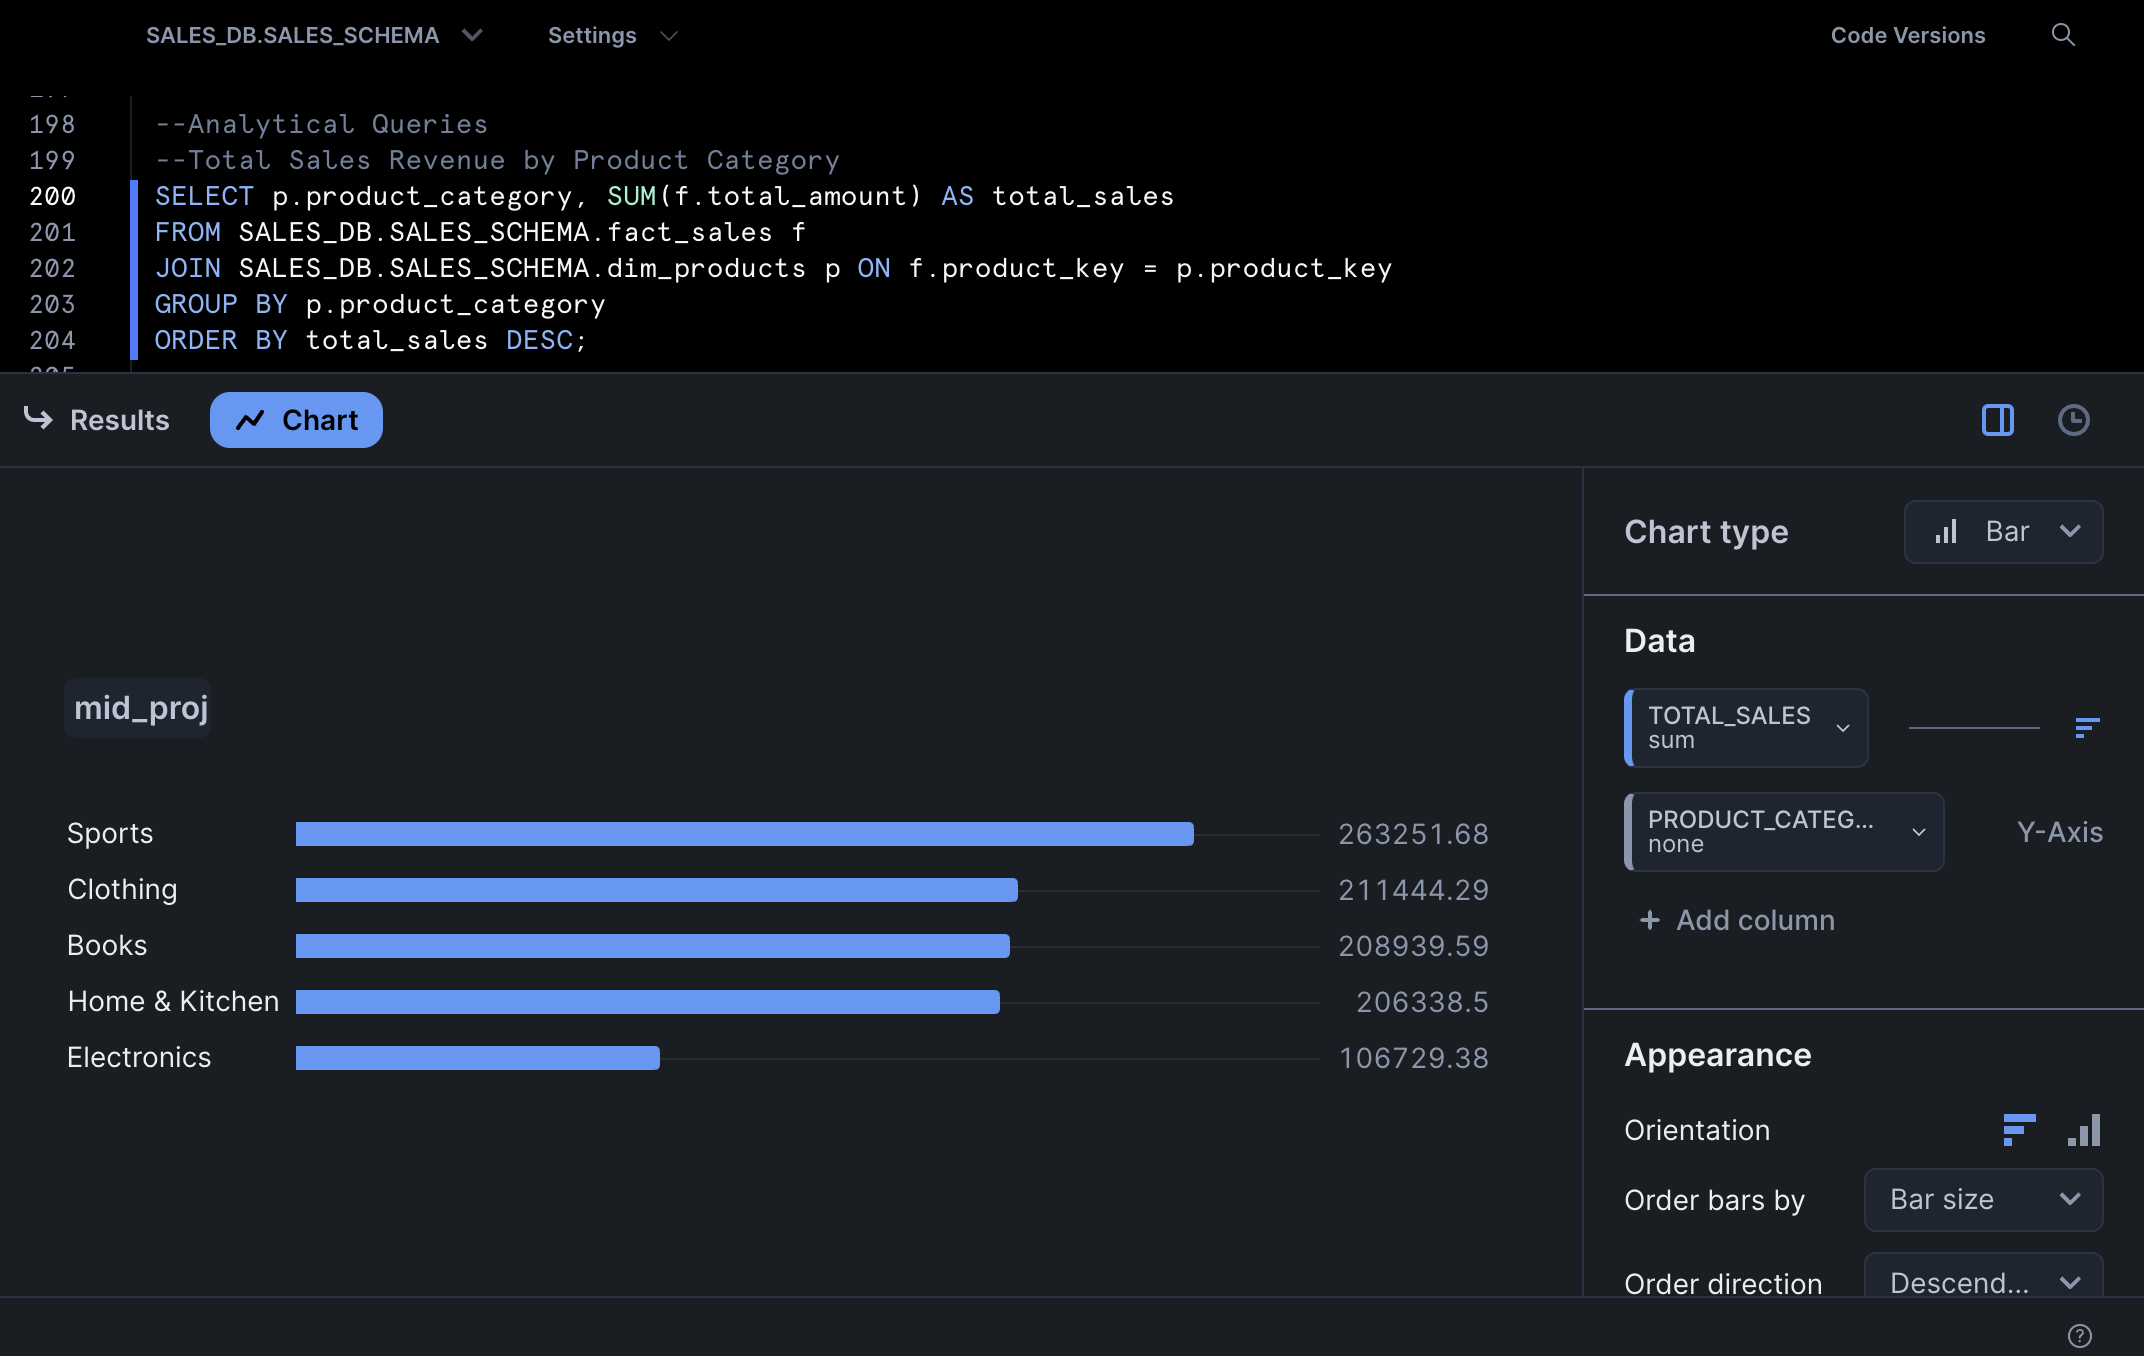 SALES_DB.SALES_SCHEMA Settings Code Versions
198 --Analytical Queries
199 --Total Sales Revenue by Product Category
200 SELECT p.product_category, SUM(f.total_amount) AS total_sales
201 FROM SALES_DB.SALES_SCHEMA.fact_sales f
202 JOIN SALES_DB.SALES_SCHEMA.dim_products p ON f.product_key = p.product_key
203 GROUP BY p.product_category
204 ORDER BY total_sales DESC;
Results Chart
Chart type Bar
Data
TOTAL_SALES
sum
PRODUCT_CATEG...
none
Y-Axis
+ Add column
mid_proj
Sports 263251.68
Clothing 211444.29
Books 208939.59
Home & Kitchen 206338.5
Electronics 106729.38
Appearance
Orientation
Order bars by Bar size
Order direction Descend...